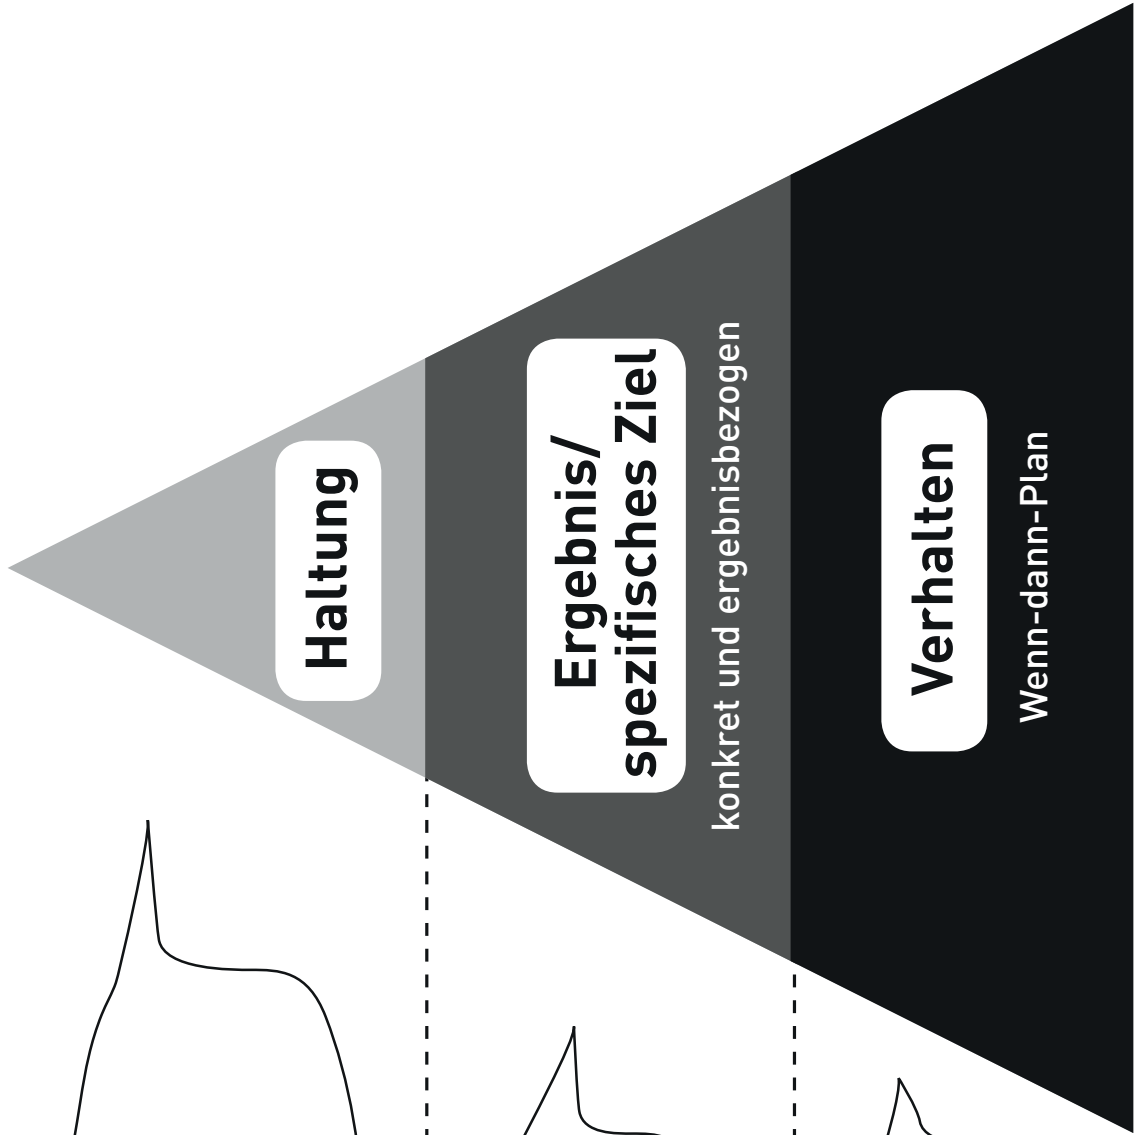 Haltung
Ergebnis/
spezifisches Ziel
konkret und ergebnisbezogen
Verhalten
Wenn-dann-Plan